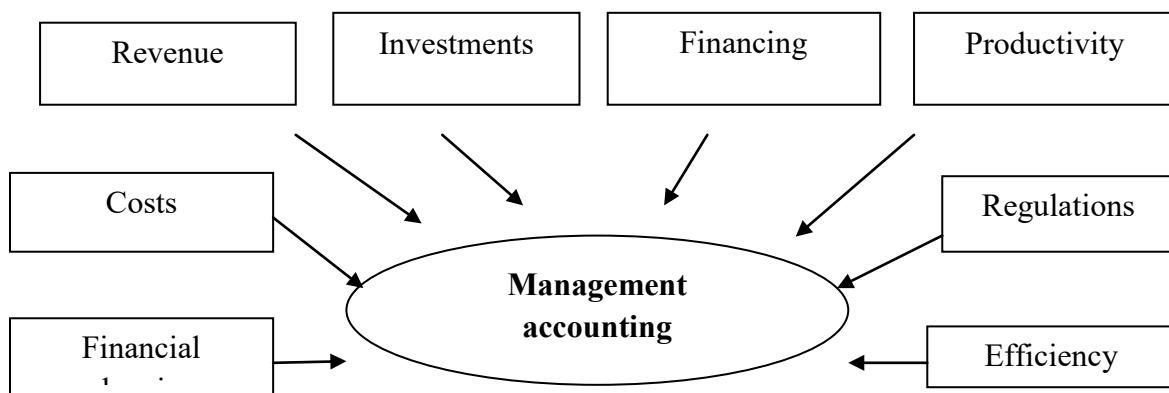 Revenue
Investments
Financing
Productivity
Costs
Regulations
Management
accounting
Financial
Efficiency